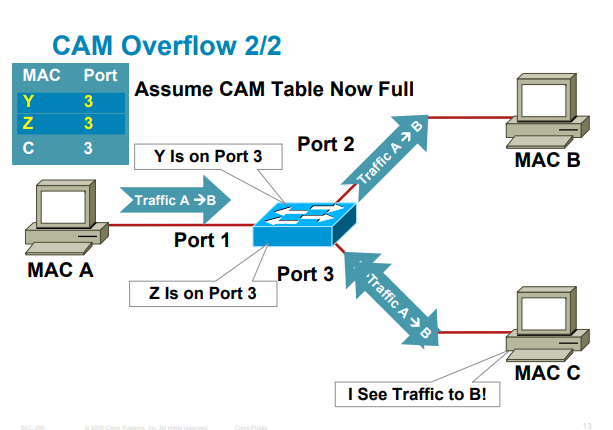 CAM Overflow 2/2
MAC Port
Y 3
Z 3
C 3
Assume CAM Table Now Full
Y Is on Port 3
Port 2
Traffic A → B
MAC B
Traffic A → B
Port 1
MAC A
Z Is on Port 3
Port 3
Traffic A → B
MAC C
I See Traffic to B!
SEC-208
© 2006 Cisco Systems, Inc. All rights reserved.
Cisco Public
13